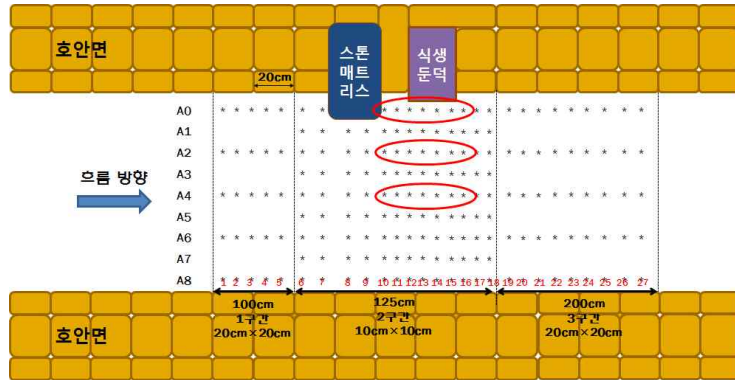 호안면
스톤
매트
리스
식생
둔덕
20cm
A0
A1
A2
A3
흐름 방향
A4
A5
A6
A7
A8
1 2 3 4 5 6 7 8 9 10 11 12 13 14 15 16 17 18 19 20 21 22 23 24 25 26 27
100cm
1구간
20cm×20cm
125cm
2구간
10cm×10cm
200cm
3구간
20cm×20cm
호안면